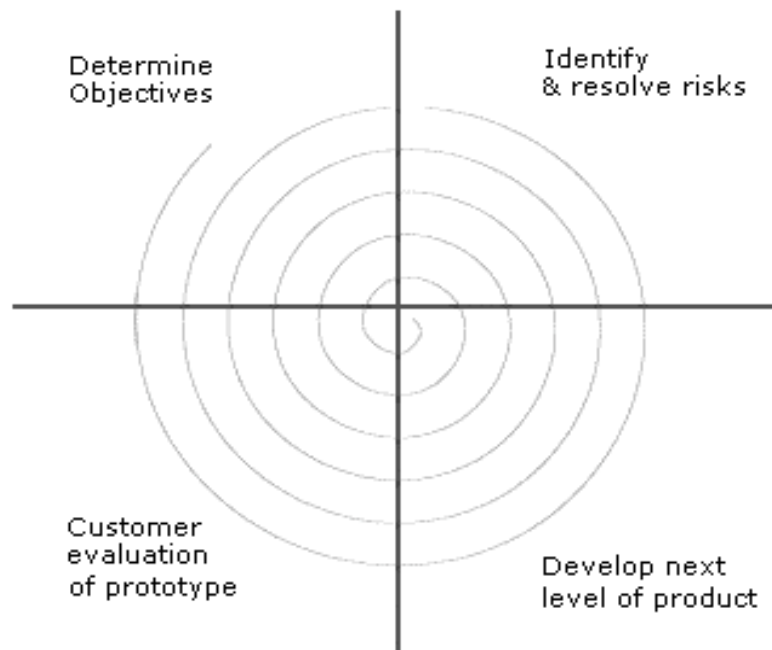 Determine
Objectives
Identify
& resolve risks
Customer
evaluation
of prototype
Develop next
level of product